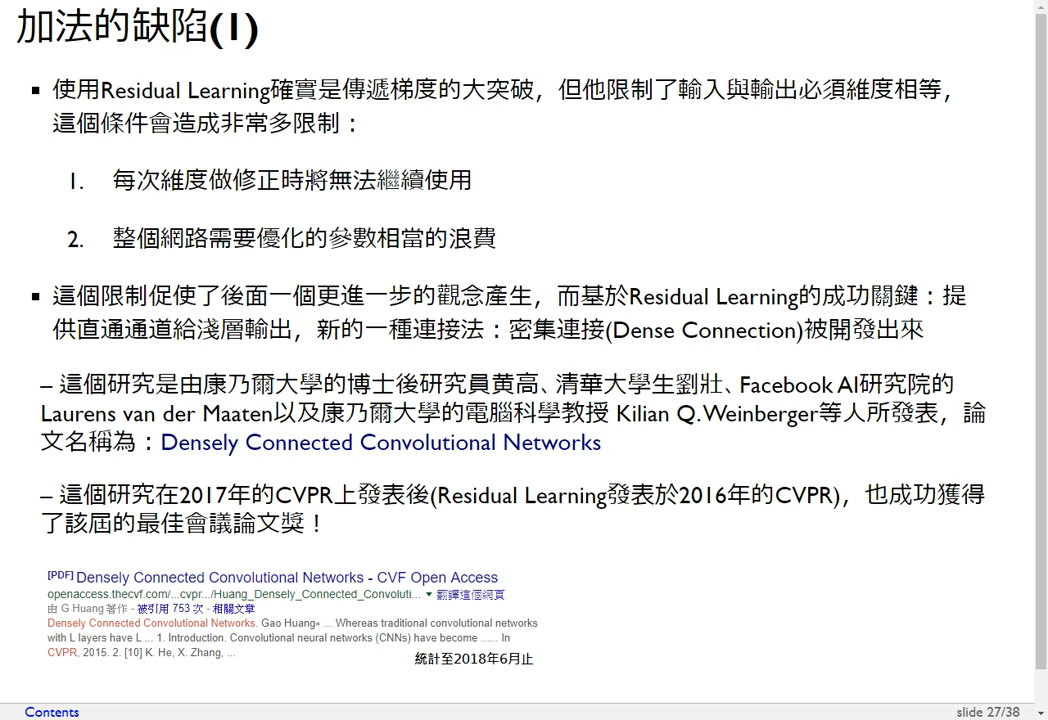 加法的缺陷(1)
▪ 使用Residual Learning確實是傳遞梯度的大突破，但他限制了輸入與輸出必須維度相等，
這個條件會造成非常多限制：
1. 每次維度做修正時將無法繼續使用
2. 整個網路需要優化的參數相當的浪費
▪ 這個限制促使了後面一個更進一步的觀念產生，而基於Residual Learning的成功關鍵：提
供直通通道給淺層輸出，新的一種連接法：密集連接(Dense Connection)被開發出來
– 這個研究是由康乃爾大學的博士後研究員黄高、清華大學生劉壯、Facebook AI研究院的
Laurens van der Maaten以及康乃爾大學的電腦科學教授 Kilian Q. Weinberger等人所發表，論
文名稱為：Densely Connected Convolutional Networks
– 這個研究在2017年的CVPR上發表後(Residual Learning發表於2016年的CVPR)，也成功獲得
了該屆的最佳會議論文獎！
[PDF] Densely Connected Convolutional Networks - CVF Open Access
openaccess.thecvf.com/...cvpr.../Huang_Densely_Connected_Convoluti... ▼ 翻譯這個網頁
由 G Huang 著作 - 被引用 753 次 - 相關文章
Densely Connected Convolutional Networks. Gao Huang∗ ... Whereas traditional convolutional networks
with L layers have L ... 1. Introduction. Convolutional neural networks (CNNs) have become ...... In
CVPR, 2015. 2. [10] K. He, X. Zhang, ...
統計至2018年6月止
Contents
slide 27/38